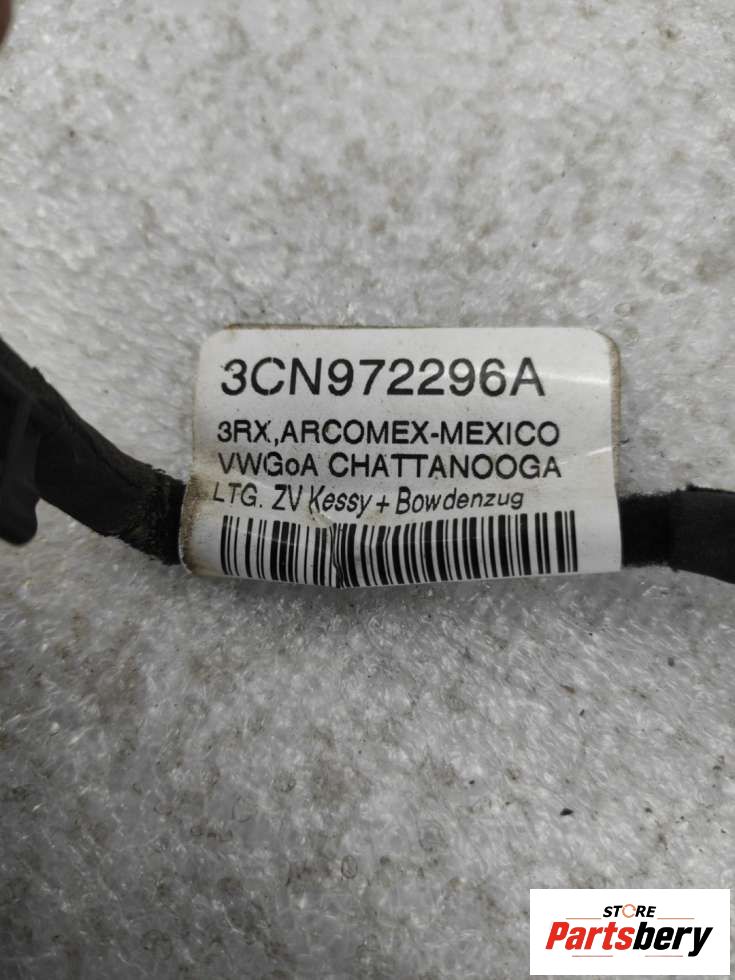 3CN972296A
3RX,ARCOMEX-MEXICO
VWGoA CHATTANOOGA
LTG. ZV Kessy + Bowdenzug
STORE
Partsbery